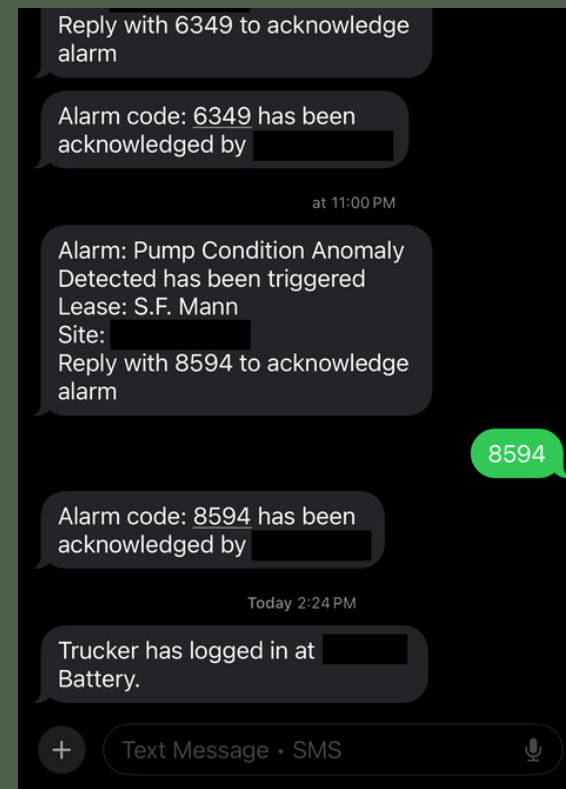 Reply with 6349 to acknowledge
alarm
Alarm code: 6349 has been
acknowledged by
at 11:00 PM
Alarm: Pump Condition Anomaly
Detected has been triggered
Lease: S.F. Mann
Site:
Reply with 8594 to acknowledge
alarm
8594
Alarm code: 8594 has been
acknowledged by
Today 2:24 PM
Trucker has logged in at
Battery.
+ Text Message • SMS